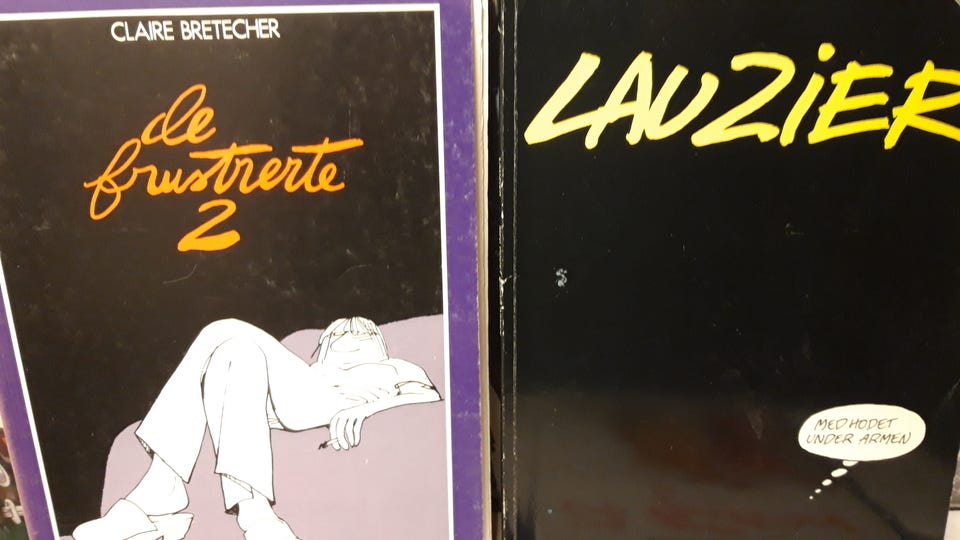 CLAIRE BRETECHER
de
frustrerte
2
LAUZIER
MED HODET
UNDER ARMEN